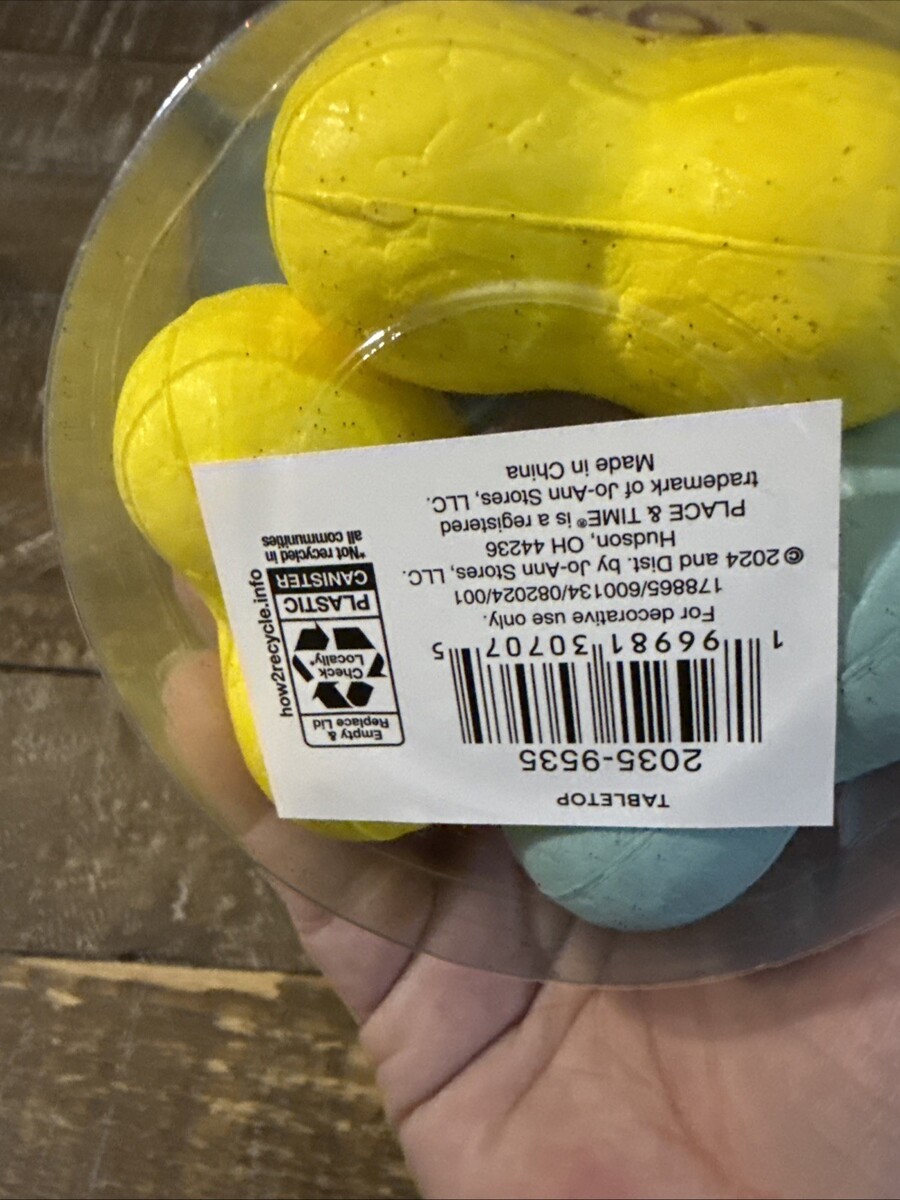 TABLETOP
2035-9535
1 96981 30707 5
For decorative use only.
178865/600134/082024/001
©2024 and Dist. by Jo-Ann Stores, LLC.
Hudson, OH 44236
PLACE & TIME® is a registered
trademark of Jo-Ann Stores, LLC.
Made in China
Empty &
Replace Lid
Check
Locally*
PLASTIC
CANISTER
*Not recycled in
all communities
how2recycle.info